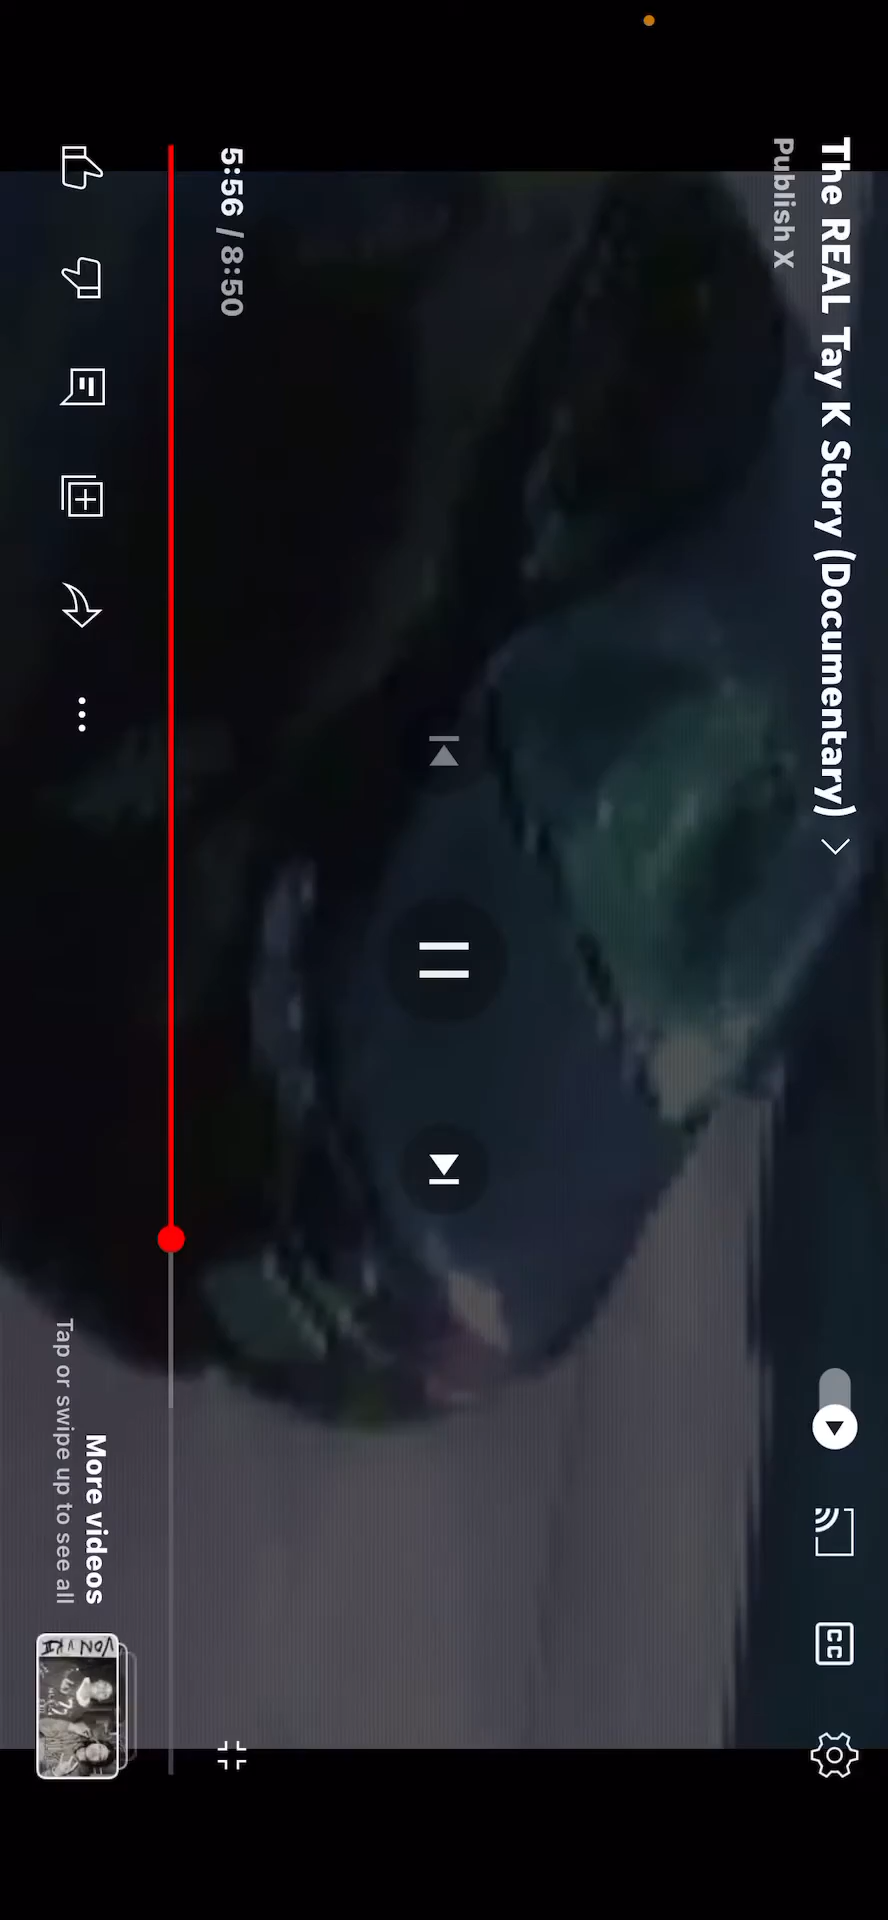 The REAL Tay K Story (Documentary)
Publish X
CC
5:56 / 8:50
More videos
Tap or swipe up to see all